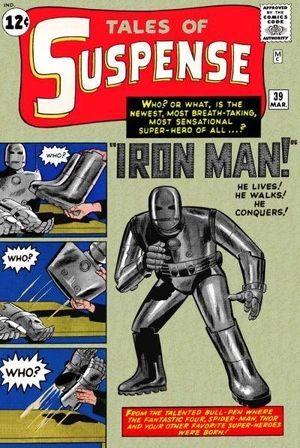 IND.
12¢
TALES OF
SUSPENSE
APPROVED
BY THE
COMICS
CODE
AUTHORITY
M
C
39
MAR.
WHO? OR WHAT, IS THE
NEWEST, MOST BREATH-TAKING,
MOST SENSATIONAL
SUPER-HERO OF ALL...?
"IRON MAN!"
HE LIVES!
HE WALKS!
HE
CONQUERS!
WHO?
WHO?
WHO?
FROM THE TALENTED BULL-PEN WHERE
THE FANTASTIC FOUR, SPIDER-MAN, THOR
AND YOUR OTHER FAVORITE SUPER-HEROES
WERE BORN!